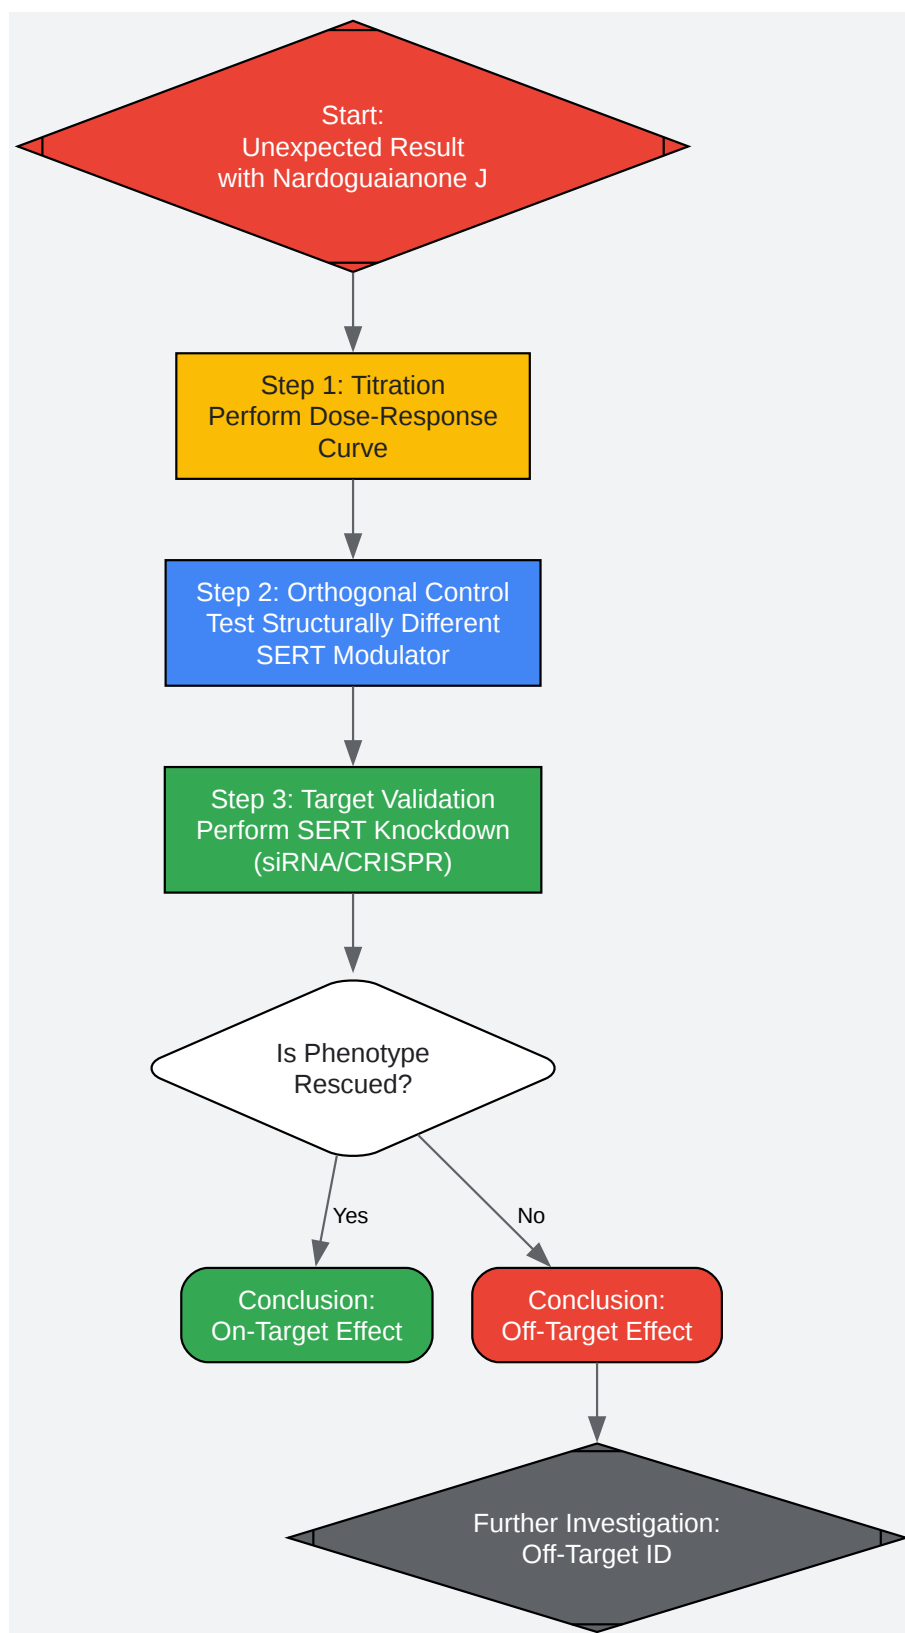 Start:
Unexpected Result
with Nardoguaianone J
Step 1: Titration
Perform Dose-Response
Curve
Step 2: Orthogonal Control
Test Structurally Different
SERT Modulator
Step 3: Target Validation
Perform SERT Knockdown
(siRNA/CRISPR)
Is Phenotype
Rescued?
Yes
No
Conclusion:
On-Target Effect
Conclusion:
Off-Target Effect
Further Investigation:
Off-Target ID